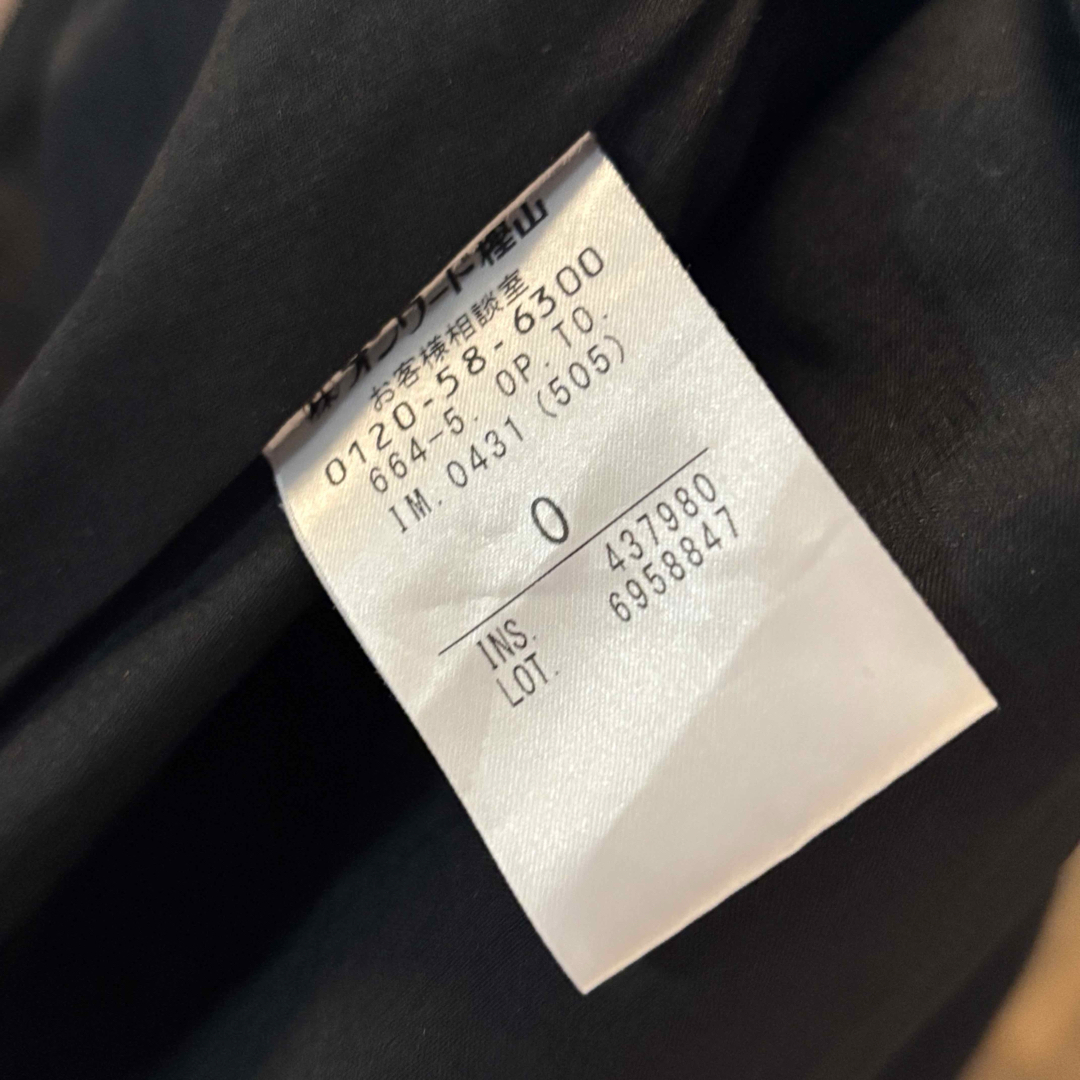 ㈱オンワード樫山
お客様相談室
0120-58-6300
664-5. OP. TO.
IM. 0431 (505)
0
INS. 437980
LOT. 6958847